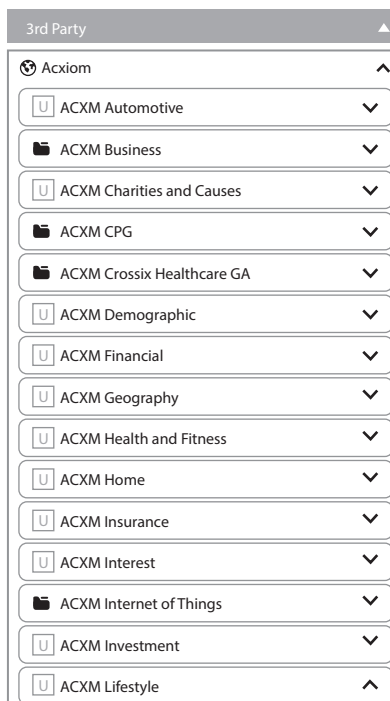 3rd Party
Acxiom
U ACXM Automotive
ACXM Business
U ACXM Charities and Causes
ACXM CPG
ACXM Crossix Healthcare GA
U ACXM Demographic
U ACXM Financial
U ACXM Geography
U ACXM Health and Fitness
U ACXM Home
U ACXM Insurance
U ACXM Interest
ACXM Internet of Things
U ACXM Investment
U ACXM Lifestyle